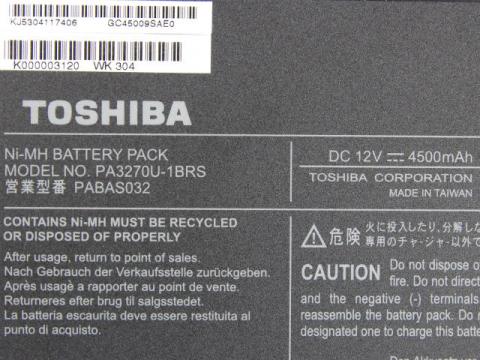 KJ5304117406 GC45009SAE0
K000003120 WK 304
TOSHIBA
Ni-MH BATTERY PACK
MODEL NO. PA3270U-1BRS
営業型番 PABAS032
DC 12V ⎓ 4500mAh
TOSHIBA CORPORATION
MADE IN TAIWAN
CONTAINS Ni-MH MUST BE RECYCLED
OR DISPOSED OF PROPERLY
After usage, return to point of sales.
Nach Gebrauch der Verkaufsstelle zurückgeben.
Après usagè a rapporter au point de vente.
Returneres efter brug til salgsstedet.
La batteria escurita deve essere restituita al
punto di acquisto.
⚠危険 火に投入したり,分解し
専用のチャージャー以外で
CAUTION Do not dispose o
fire. Do not direct
and the negative (-) terminals
reassemble the battery pack. Do
designated one to charge this batt